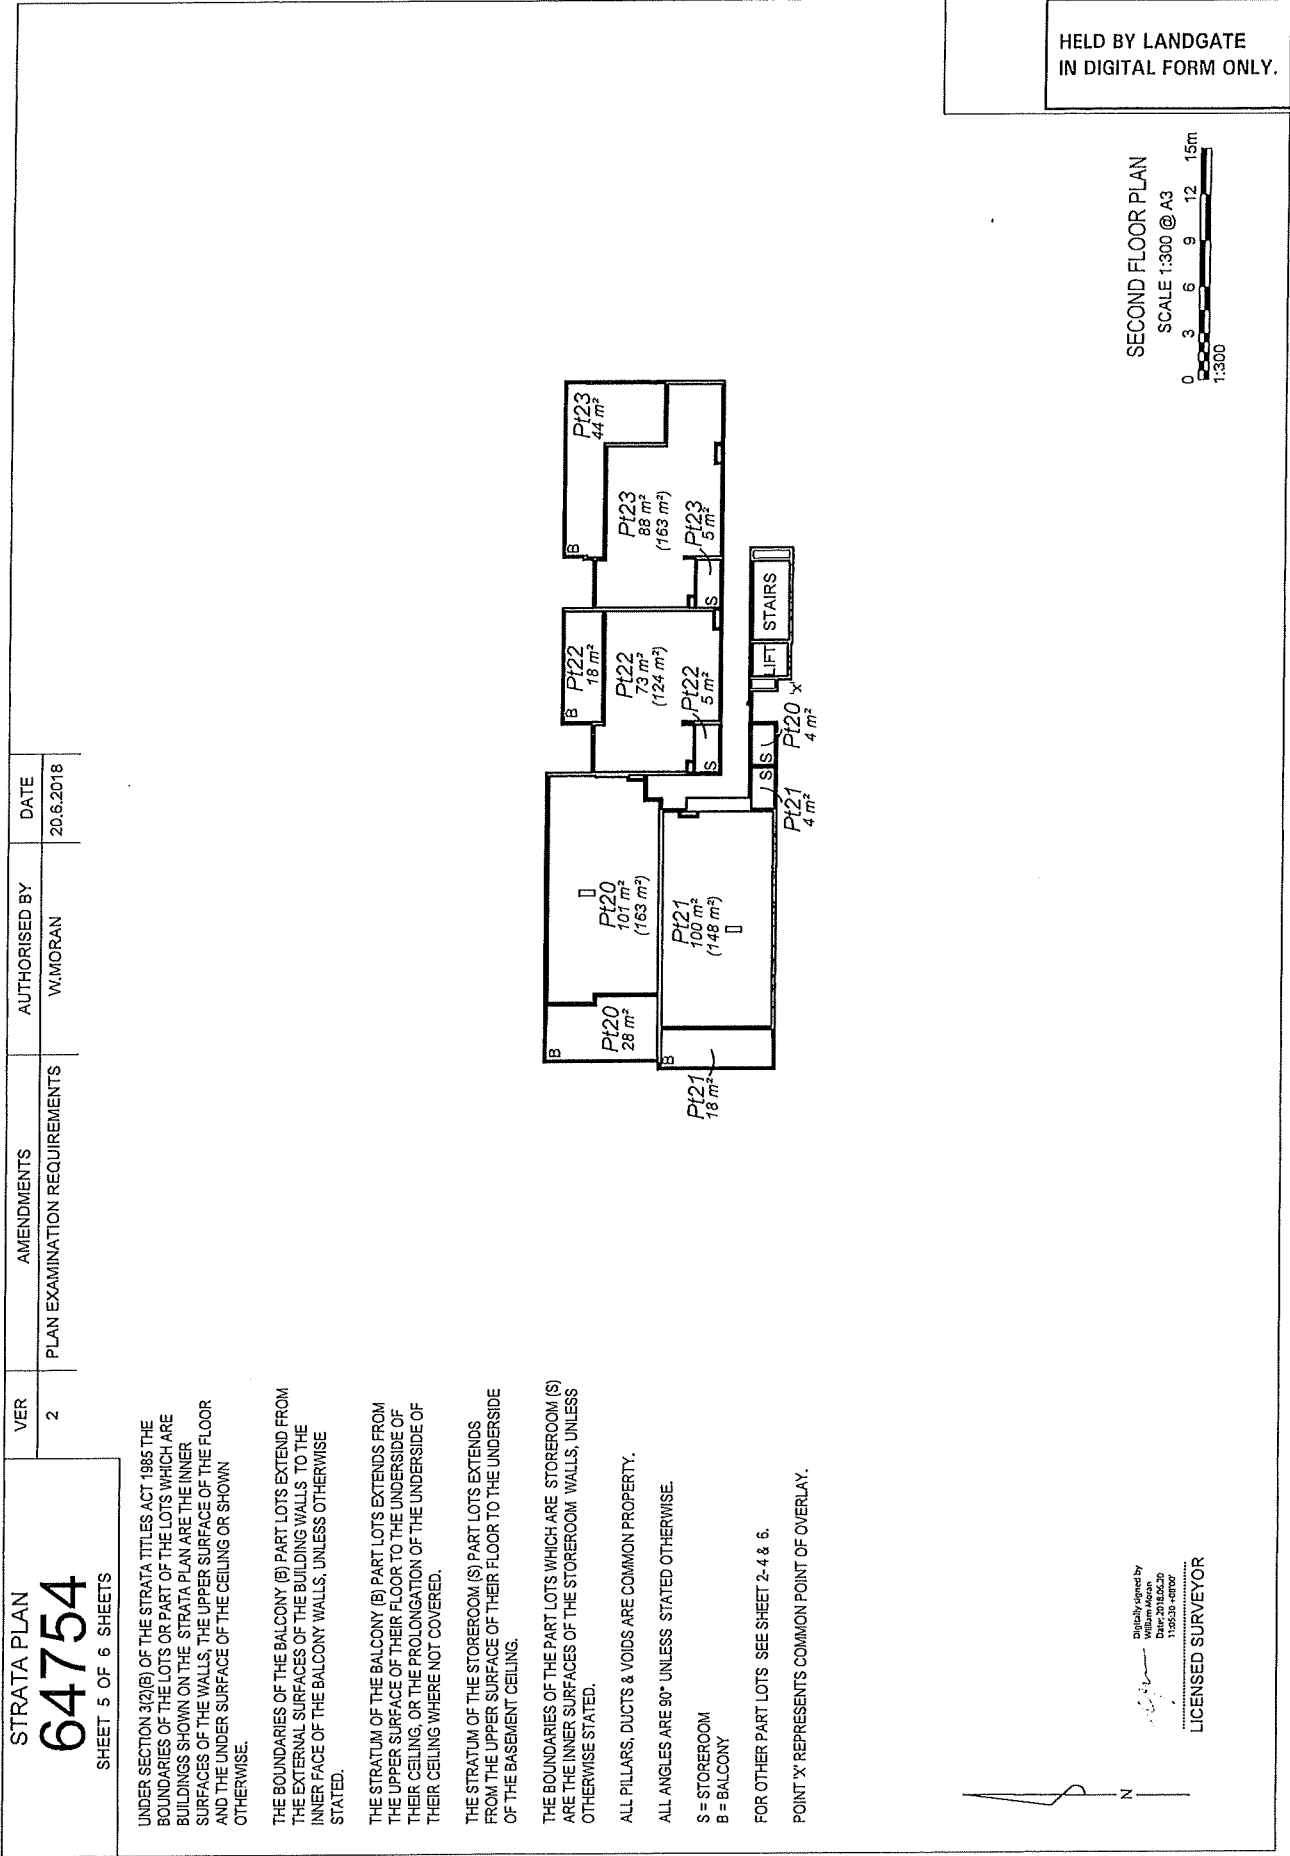 HELD BY LANDGATE
IN DIGITAL FORM ONLY.
STRATA PLAN
64754
SHEET 5 OF 6 SHEETS
VER
AMENDMENTS
AUTHORISED BY
DATE
2
PLAN EXAMINATION REQUIREMENTS
W.MORAN
20.6.2018
UNDER SECTION 3(2)(B) OF THE STRATA TITLES ACT 1985 THE
BOUNDARIES OF THE LOTS OR PART OF THE LOTS WHICH ARE
BUILDINGS SHOWN ON THE STRATA PLAN ARE THE INNER
SURFACES OF THE WALLS, THE UPPER SURFACE OF THE FLOOR
AND THE UNDER SURFACE OF THE CEILING OR SHOWN
OTHERWISE.
THE BOUNDARIES OF THE BALCONY (B) PART LOTS EXTEND FROM
THE EXTERNAL SURFACES OF THE BUILDING WALLS TO THE
INNER FACE OF THE BALCONY WALLS, UNLESS OTHERWISE
STATED.
THE STRATUM OF THE BALCONY (B) PART LOTS EXTENDS FROM
THE UPPER SURFACE OF THEIR FLOOR TO THE UNDERSIDE OF
THEIR CEILING, OR THE PROLONGATION OF THE UNDERSIDE OF
THEIR CEILING WHERE NOT COVERED.
THE STRATUM OF THE STOREROOM (S) PART LOTS EXTENDS
FROM THE UPPER SURFACE OF THEIR FLOOR TO THE UNDERSIDE
OF THE BASEMENT CEILING.
THE BOUNDARIES OF THE PART LOTS WHICH ARE STOREROOM (S)
ARE THE INNER SURFACES OF THE STOREROOM WALLS, UNLESS
OTHERWISE STATED.
ALL PILLARS, DUCTS & VOIDS ARE COMMON PROPERTY.
ALL ANGLES ARE 90° UNLESS STATED OTHERWISE.
S = STOREROOM
B = BALCONY
FOR OTHER PART LOTS SEE SHEET 2- 4 & 6.
POINT 'X' REPRESENTS COMMON POINT OF OVERLAY.
B
Pt20
28 m²
Pt20
101 m²
(163 m²)
B
Pt21
18 m²
Pt21
100 m²
(148 m²)
B
Pt22
18 m²
Pt22
73 m²
(124 m²)
Pt22
5 m²
S
B
Pt23
44 m²
Pt23
88 m²
(163 m²)
Pt23
5 m²
S
S
Pt21
4 m²
S
Pt20
4 m²
'X'
LIFT
STAIRS
SECOND FLOOR PLAN
SCALE 1:300 @ A3
0 3 6 9 12 15m
1:300
Digitally signed by
William Moran
Date: 2018.06.20
11:05:30 +08'00'
LICENSED SURVEYOR
N